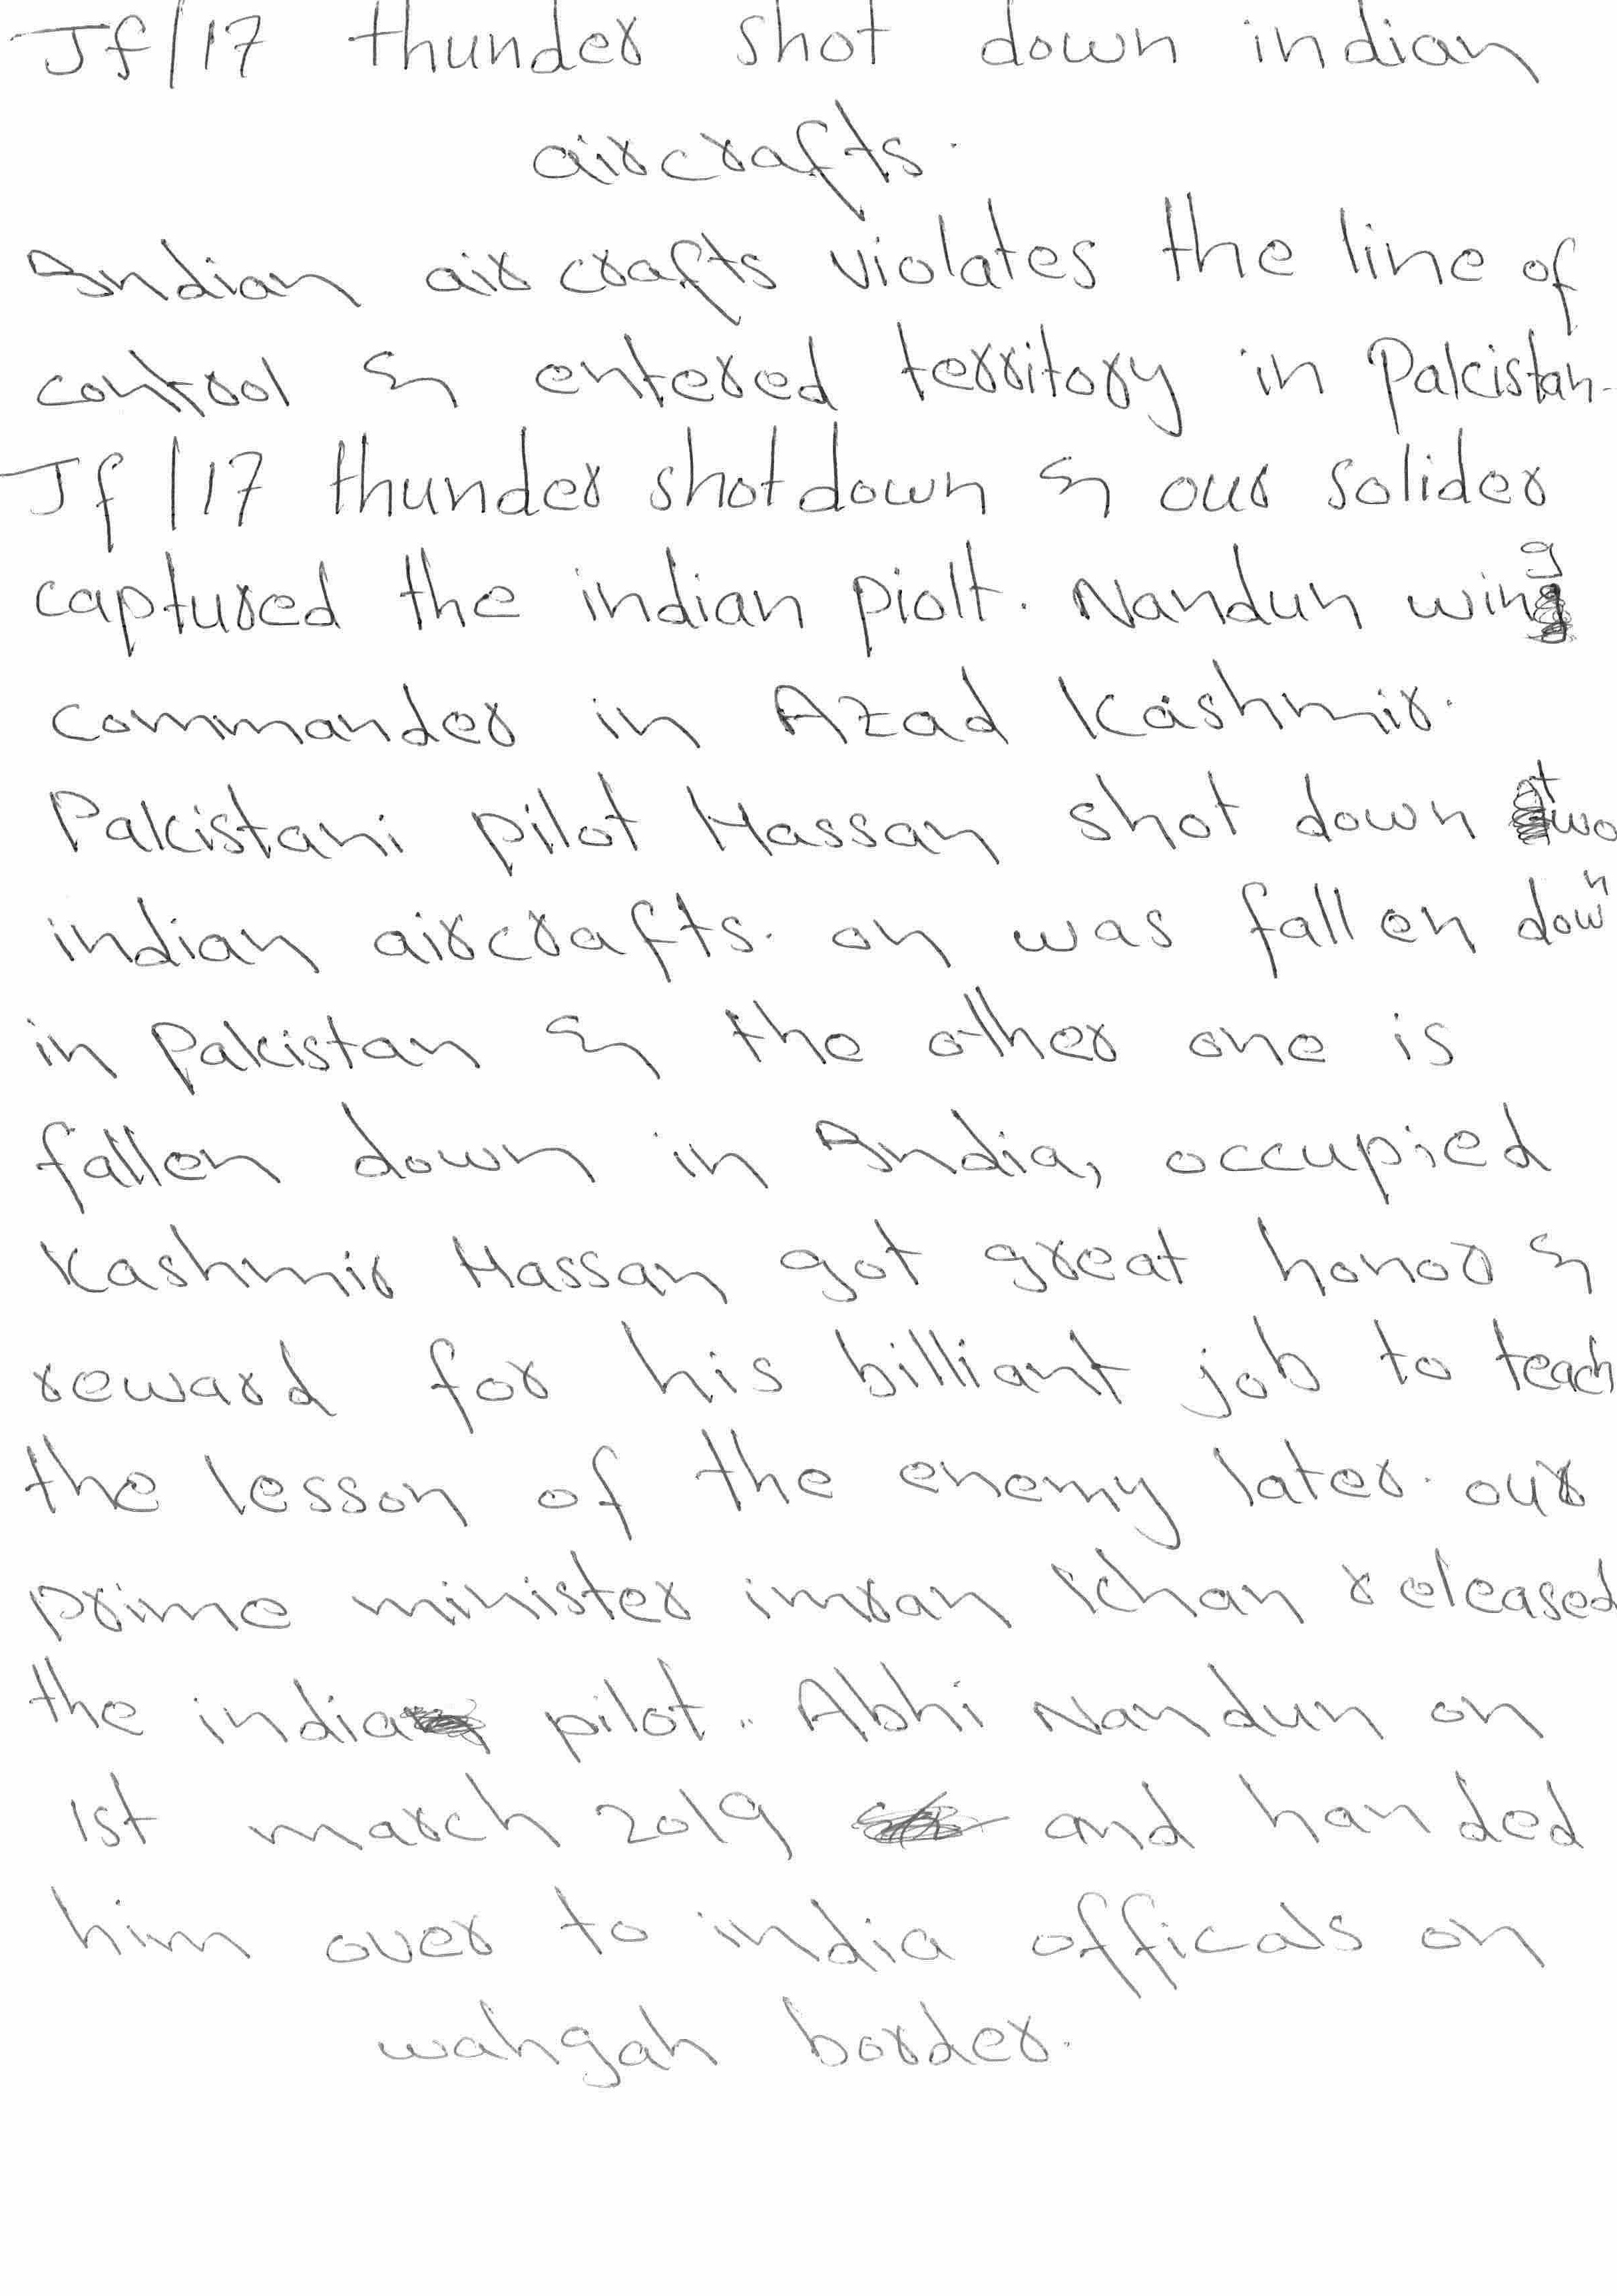 Jf/17 thunder shot down indian
aircrafts.
Indian air crafts violates the line of
control & entered territory in Pakistan.
Jf/17 thunder shot down & our solider
captured the indian piolt. Nandun wing
commander in Azad Kashmir.
Pakistani pilot Hassan shot down two
indian aircrafts. on was fallen down
in Pakistan & the other one is
fallen down in India, occupied
Kashmir Hassan got great honor &
reward for his billiant job to teach
the lesson of the enemy later. our
prime minister imran khan released
the india pilot.. Abhi Nandun on
1st march 2019 and handed
him over to india officals on
wahgah border.